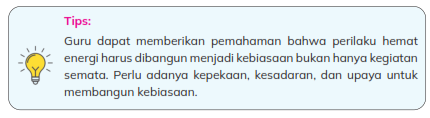 Tips:
Guru dapat memberikan pemahaman bahwa perilaku hemat
energi harus dibangun menjadi kebiasaan bukan hanya kegiatan
semata. Perlu adanya kepekaan, kesadaran, dan upaya untuk
membangun kebiasaan.